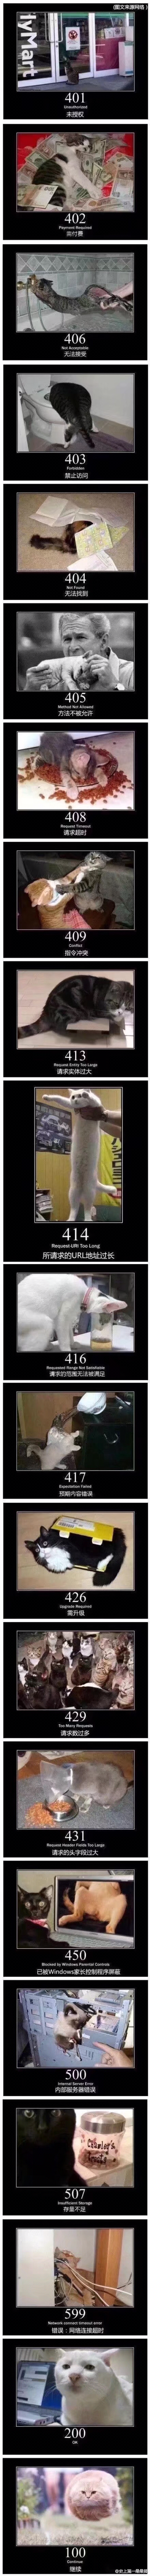 (图文来源网络)
iMart
401
Unauthorized
未授权
402
Payment Required
需付费
406
Not Acceptable
无法接受
403
Forbidden
禁止访问
404
Not Found
无法找到
405
Method Not Allowed
方法不被允许
408
Request Timeout
请求超时
409
Conflict
指令冲突
413
Request Entity Too Large
请求实体过大
414
Request-URI Too Long
所请求的URL地址过长
416
Requested Range Not Satisfiable
请求的范围无法被满足
417
Expectation Failed
预期内容错误
426
Upgrade Required
需升级
429
Too Many Requests
请求数过多
431
Request Header Fields Too Large
请求的头字段过大
450
Blocked by Windows Parental Controls
已被Windows家长控制程序屏蔽
500
Internal Server Error
内部服务器错误
507
Insufficient Storage
存量不足
599
Network connect timeout error
错误:网络连接超时
200
OK
100
Continue
继续